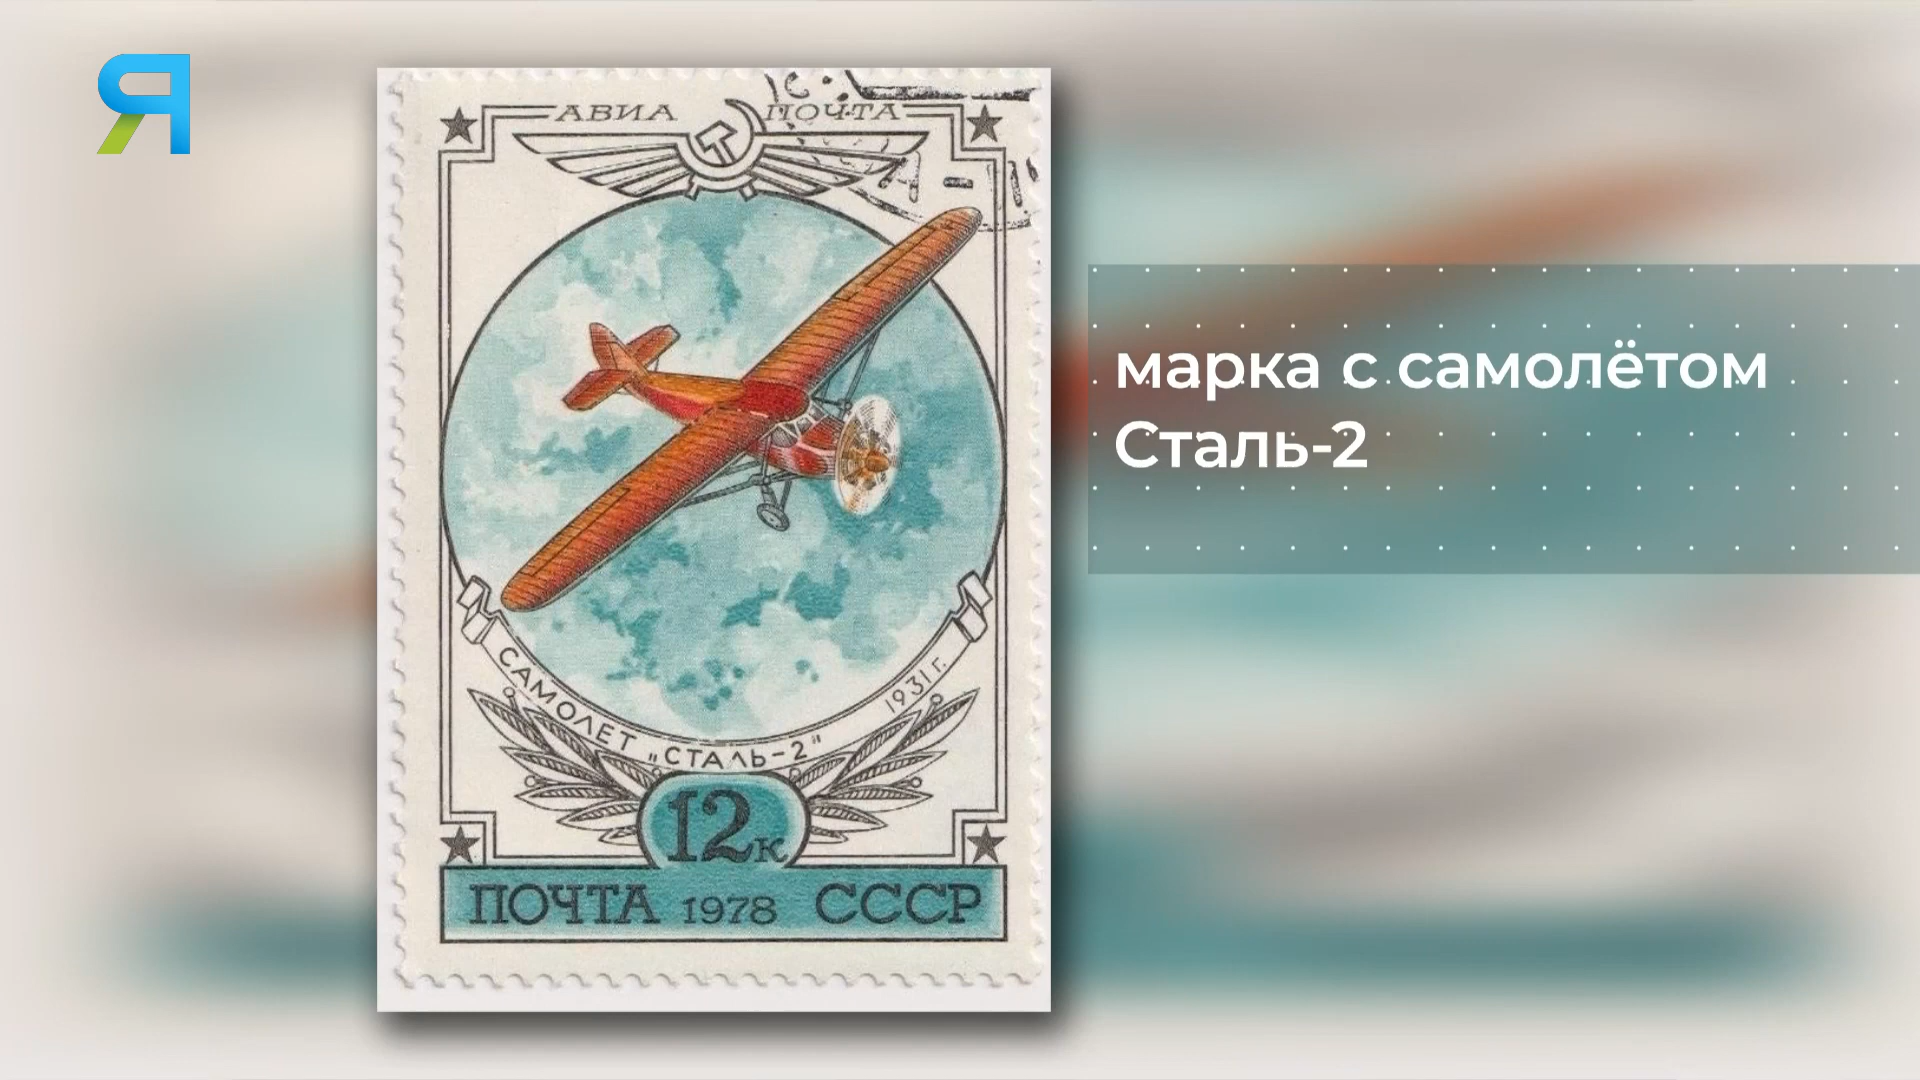 Я
АВИА ПОЧТА
марка с самолётом
Сталь-2
САМОЛЕТ „СТАЛЬ-2" 1931 г.
12к
ПОЧТА 1978 СССР